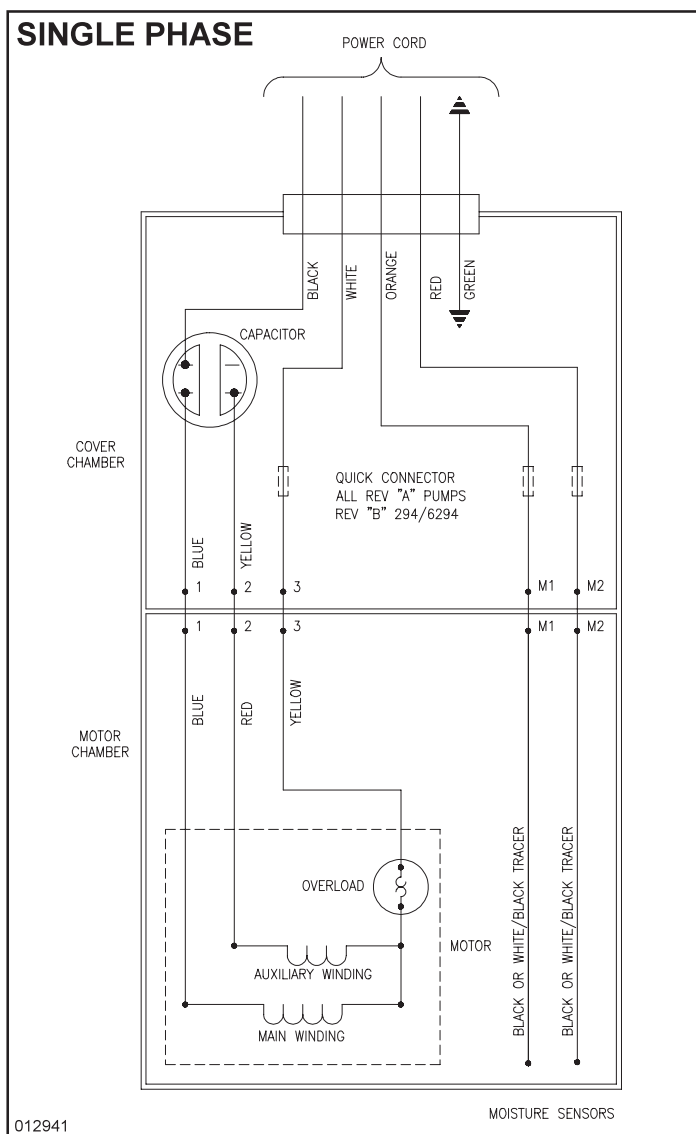 SINGLE PHASE
POWER CORD
BLACK
WHITE
ORANGE
RED
GREEN
CAPACITOR
COVER
CHAMBER
QUICK CONNECTOR
ALL REV "A" PUMPS
REV "B" 294/6294
BLUE
YELLOW
1
2
3
M1
M2
1
2
3
M1
M2
BLUE
RED
YELLOW
MOTOR
CHAMBER
BLACK OR WHITE/BLACK TRACER
BLACK OR WHITE/BLACK TRACER
OVERLOAD
MOTOR
AUXILIARY WINDING
MAIN WINDING
MOISTURE SENSORS
012941